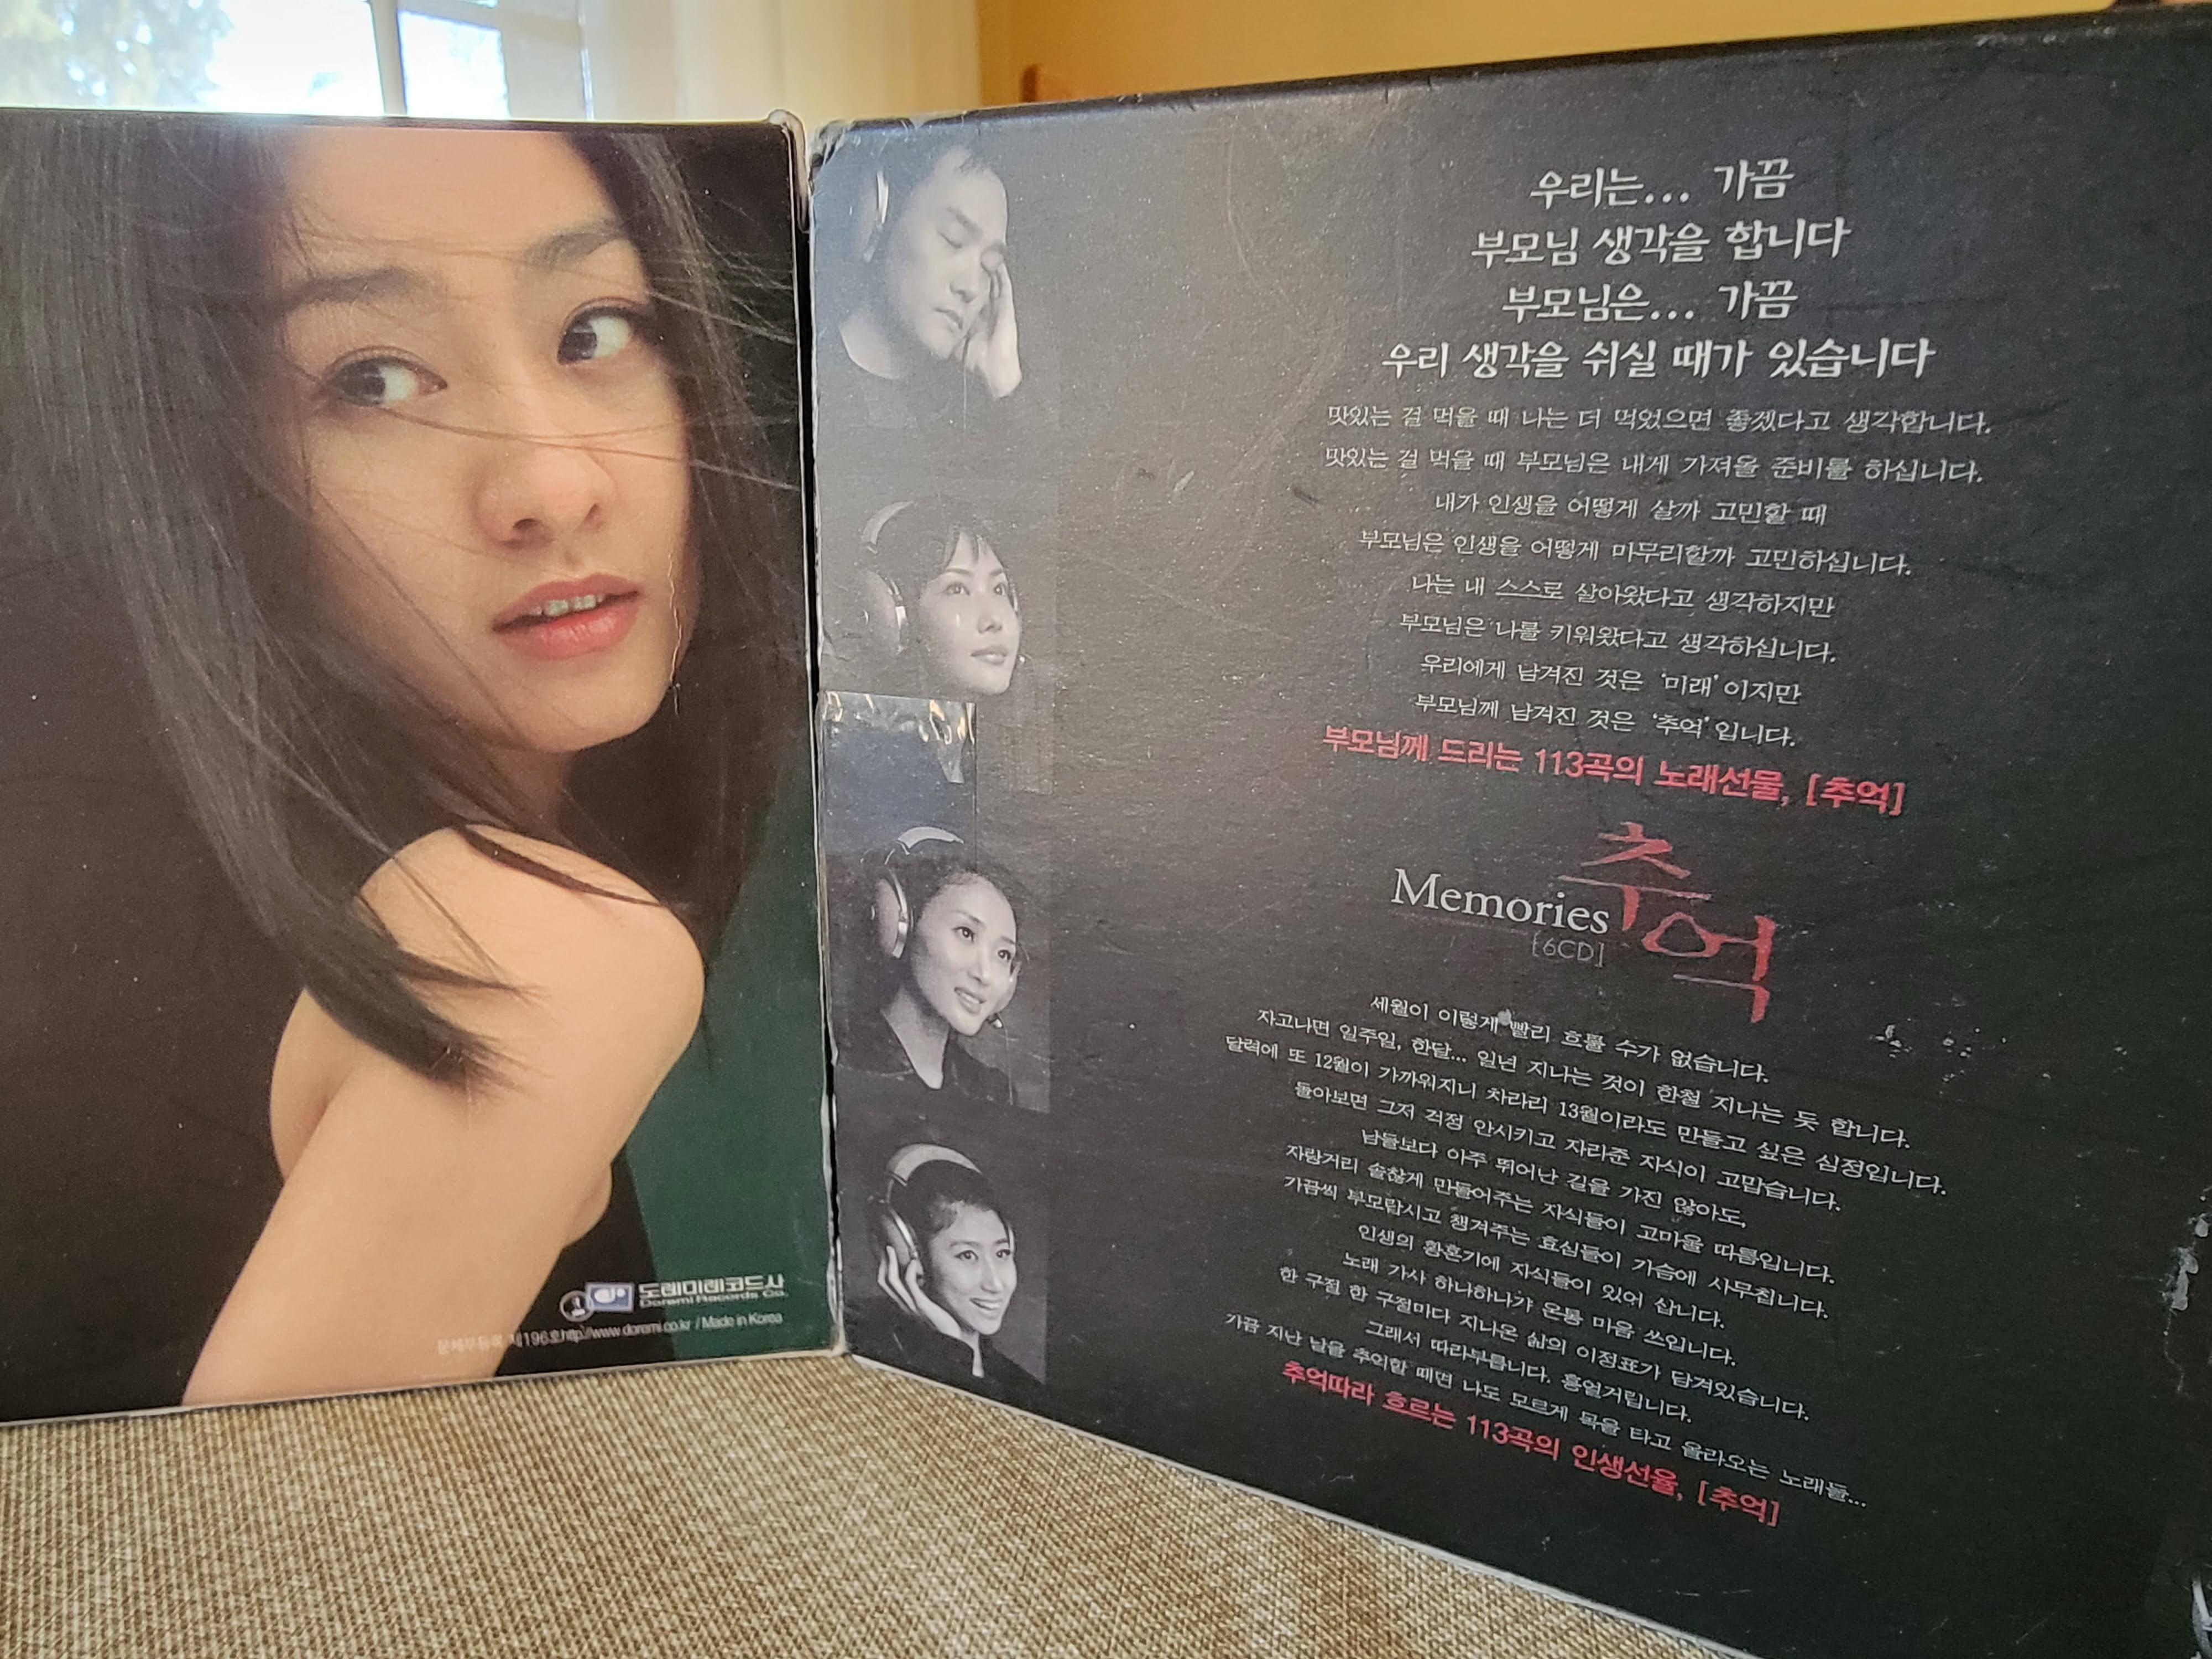 도레미레코드사
Doremi Records Co.
문체부등록 제196호 http://www.doremi.co.kr / Made in Korea
우리는... 가끔
부모님 생각을 합니다
부모님은... 가끔
우리 생각을 쉬실 때가 있습니다
맛있는 걸 먹을 때 나는 더 먹었으면 좋겠다고 생각합니다.
맛있는 걸 먹을 때 부모님은 내게 가져올 준비를 하십니다.
내가 인생을 어떻게 살까 고민할 때
부모님은 인생을 어떻게 마무리할까 고민하십니다.
나는 내 스스로 살아왔다고 생각하지만
부모님은 나를 키워왔다고 생각하십니다.
우리에게 남겨진 것은 '미래'이지만
부모님께 남겨진 것은 '추억'입니다.
부모님께 드리는 113곡의 노래선물, [추억]
Memories 추억
[6CD]
세월이 이렇게 빨리 흐를 수가 없습니다.
자고나면 일주일, 한달... 일년 지나는 것이 한철 지나는 듯 합니다.
달력에 또 12월이 가까워지니 차라리 13월이라도 만들고 싶은 심정입니다.
돌아보면 그저 걱정 안시키고 자라준 자식이 고맙습니다.
남들보다 아주 뛰어난 길을 가진 않아도,
자랑거리 솔찮게 만들어주는 자식들이 고마울 따름입니다.
가끔씩 부모랍시고 챙겨주는 효심들이 가슴에 사무칩니다.
인생의 황혼기에 자식들이 있어 삽니다.
노래 가사 하나하나가 온통 마음 쓰입니다.
한 구절 한 구절마다 지나온 삶의 이정표가 담겨있습니다.
그래서 따라부릅니다. 흥얼거립니다.
가끔 지난 날을 추억할 때면 나도 모르게 목을 타고 올라오는 노래들...
추억따라 흐르는 113곡의 인생선율, [추억]